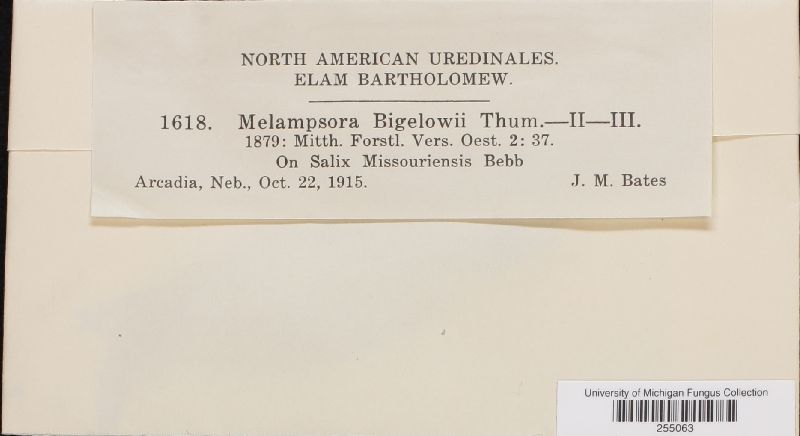 NORTH AMERICAN UREDINALES.
ELAM BARTHOLOMEW.
1618. Melampsora Bigelowii Thum.—II—III.
1879: Mitth. Forstl. Vers. Oest. 2: 37.
On Salix Missouriensis Bebb
Arcadia, Neb., Oct. 22, 1915. J. M. Bates
University of Michigan Fungus Collection
255063